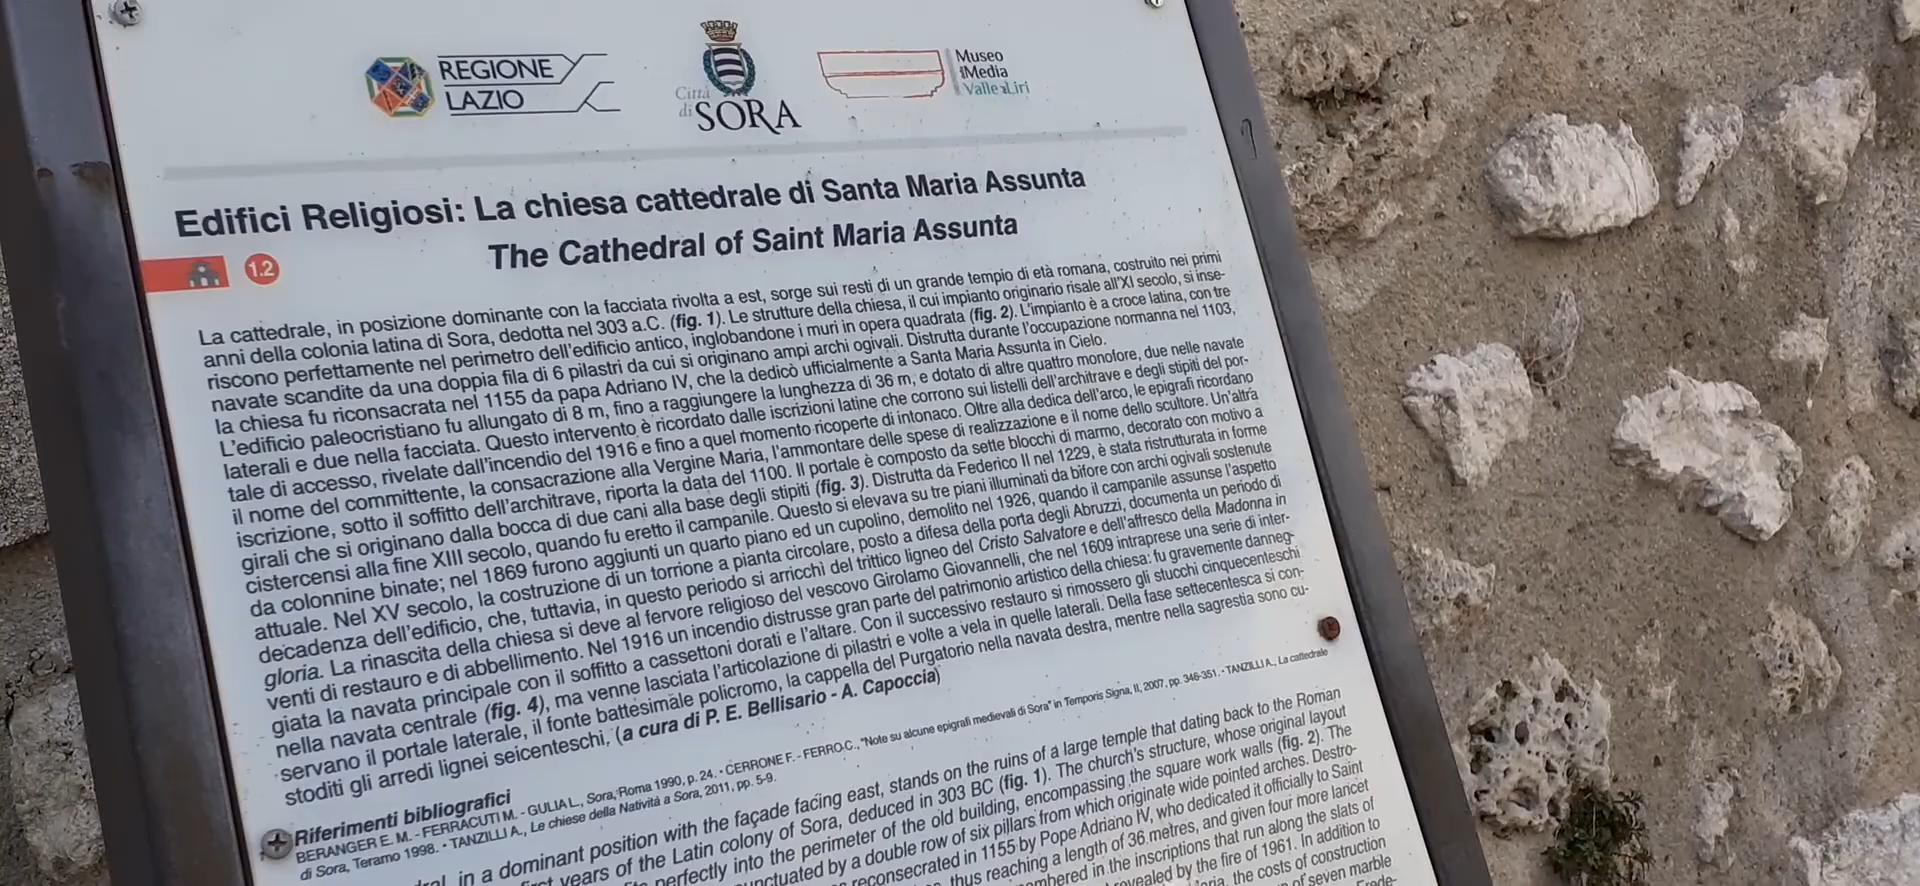 REGIONE
LAZIO
Città
di SORA
Museo
Media
Valle Liri
Edifici Religiosi: La chiesa cattedrale di Santa Maria Assunta
The Cathedral of Saint Maria Assunta
1.2
La cattedrale, in posizione dominante con la facciata rivolta a est, sorge sui resti di un grande tempio di età romana, costruito nei primi
anni della colonia latina di Sora, dedotta nel 303 a.C. (fig. 1). Le strutture della chiesa, il cui impianto originario risale all'XI secolo, si inse-
riscono perfettamente nel perimetro dell'edificio antico, inglobandone i muri in opera quadrata (fig. 2). L'impianto è a croce latina, con tre
navate scandite da una doppia fila di 6 pilastri da cui si originano ampi archi ogivali. Distrutta durante l'occupazione normanna nel 1103,
la chiesa fu riconsacrata nel 1155 da papa Adriano IV, che la dedicò ufficialmente a Santa Maria Assunta in Cielo.
L'edificio paleocristiano fu allungato di 8 m, fino a raggiungere la lunghezza di 36 m, e dotato di altre quattro monofore, due nelle navate
laterali e due nella facciata. Questo intervento è ricordato dalle iscrizioni latine che corrono sui listelli dell'architrave e degli stipiti del por-
tale di accesso, rivelate dall'incendio del 1916 e fino a quel momento ricoperte di intonaco. Oltre alla dedica dell'arco, le epigrafi ricordano
il nome del committente, la consacrazione alla Vergine Maria, l'ammontare delle spese di realizzazione e il nome dello scultore. Un'altra
iscrizione, sotto il soffitto dell'architrave, riporta la data del 1100. Il portale è composto da sette blocchi di marmo, decorato con motivo a
girali che si originano dalla bocca di due cani alla base degli stipiti (fig. 3). Distrutta da Federico II nel 1229, è stata ristrutturata in forme
cistercensi alla fine XIII secolo, quando fu eretto il campanile. Questo si elevava su tre piani illuminati da bifore con archi ogivali sostenute
da colonnine binate; nel 1869 furono aggiunti un quarto piano ed un cupolino, demolito nel 1926, quando il campanile assunse l'aspetto
attuale. Nel XV secolo, la costruzione di un torrione a pianta circolare, posto a difesa della porta degli Abruzzi, documenta un periodo di
decadenza dell'edificio, che, tuttavia, in questo periodo si arricchì del trittico ligneo del Cristo Salvatore e dell'affresco della Madonna in
gloria. La rinascita della chiesa si deve al fervore religioso del vescovo Girolamo Giovannelli, che nel 1609 intraprese una serie di inter-
venti di restauro e di abbellimento. Nel 1916 un incendio distrusse gran parte del patrimonio artistico della chiesa: fu gravemente danneg-
giata la navata principale con il soffitto a cassettoni dorati e l'altare. Con il successivo restauro si rimossero gli stucchi cinquecenteschi
nella navata centrale (fig. 4), ma venne lasciata l'articolazione di pilastri e volte a vela in quelle laterali. Della fase settecentesca si con-
servano il portale laterale, il fonte battesimale policromo, la cappella del Purgatorio nella navata destra, mentre nella sagrestia sono cu-
stoditi gli arredi lignei seicenteschi. (a cura di P. E. Bellisario - A. Capoccia)
Riferimenti bibliografici
BERANGER E. M. - FERRACUTI M. - GULIA L., Sora, Roma 1990, p. 24. • CERRONE F. - FERRO C., "Note su alcune epigrafi medievali di Sora" in Temporis Signa, II, 2007, pp. 346-351. • TANZILLI A., La cattedrale
di Sora, Teramo 1998. • TANZILLI A., Le chiese della Natività a Sora, 2011, pp. 5-9.
in a dominant position with the façade facing east, stands on the ruins of a large temple that dating back to the Roman
years of the Latin colony of Sora, deduced in 303 BC (fig. 1). The church's structure, whose original layout
perfectly into the perimeter of the old building, encompassing the square work walls (fig. 2). The
by a double row of six pillars from which originate wide pointed arches. Destro-
reconsecrated in 1155 by Pope Adriano IV, who dedicated it officially to Saint
thus reaching a length of 36 metres, and given four more lancet
in the inscriptions that run along the slats of
revealed by the fire of 1961. In addition to
the costs of construction
of seven marble
Frede-